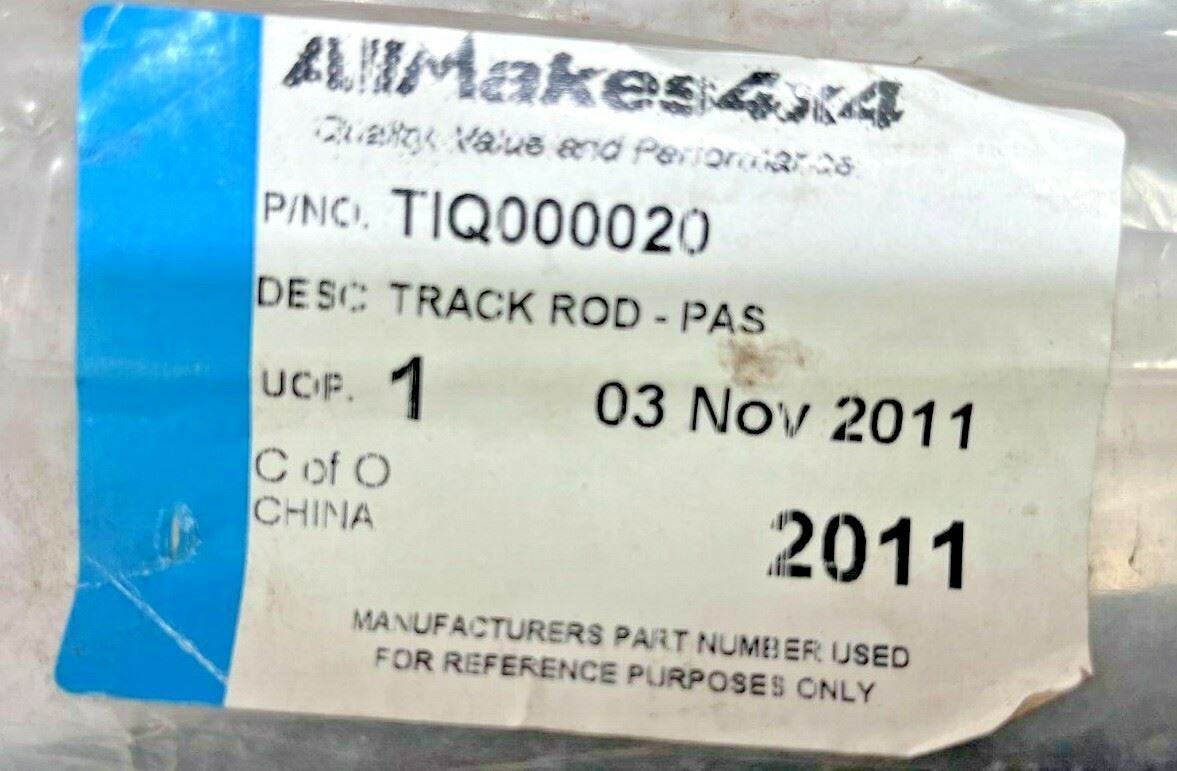 AllMakes4x4
Quality, Value and Performance
P/NO. TIQ000020
DESC TRACK ROD - PAS
UOP. 1 03 Nov 2011
C of O
CHINA
2011
MANUFACTURERS PART NUMBER USED
FOR REFERENCE PURPOSES ONLY